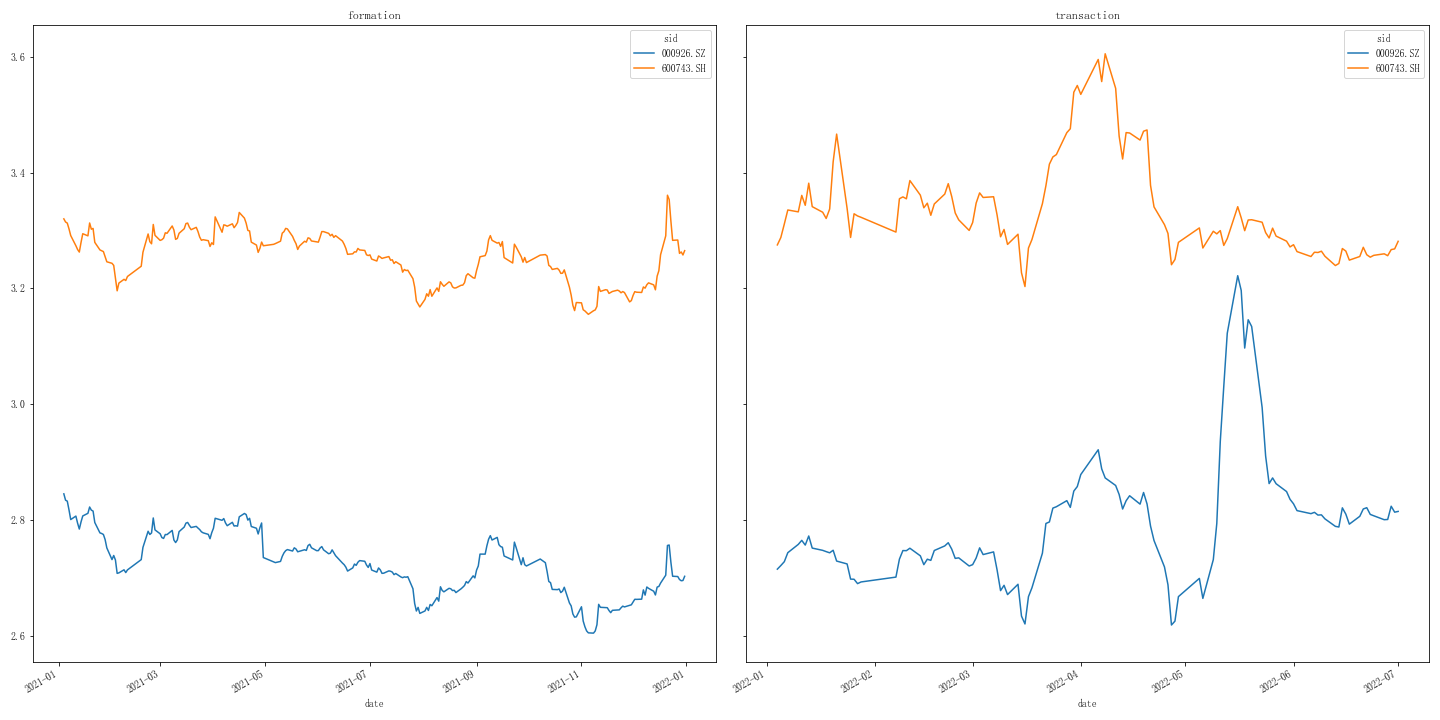 formation
transaction
sid
000926.SZ
600743.SH
sid
000926.SZ
600743.SH
3.6
3.4
3.2
3.0
2.8
2.6
2021-01
2021-03
2021-05
2021-07
2021-09
2021-11
2022-01
2022-01
2022-02
2022-03
2022-04
2022-05
2022-06
2022-07
date
date